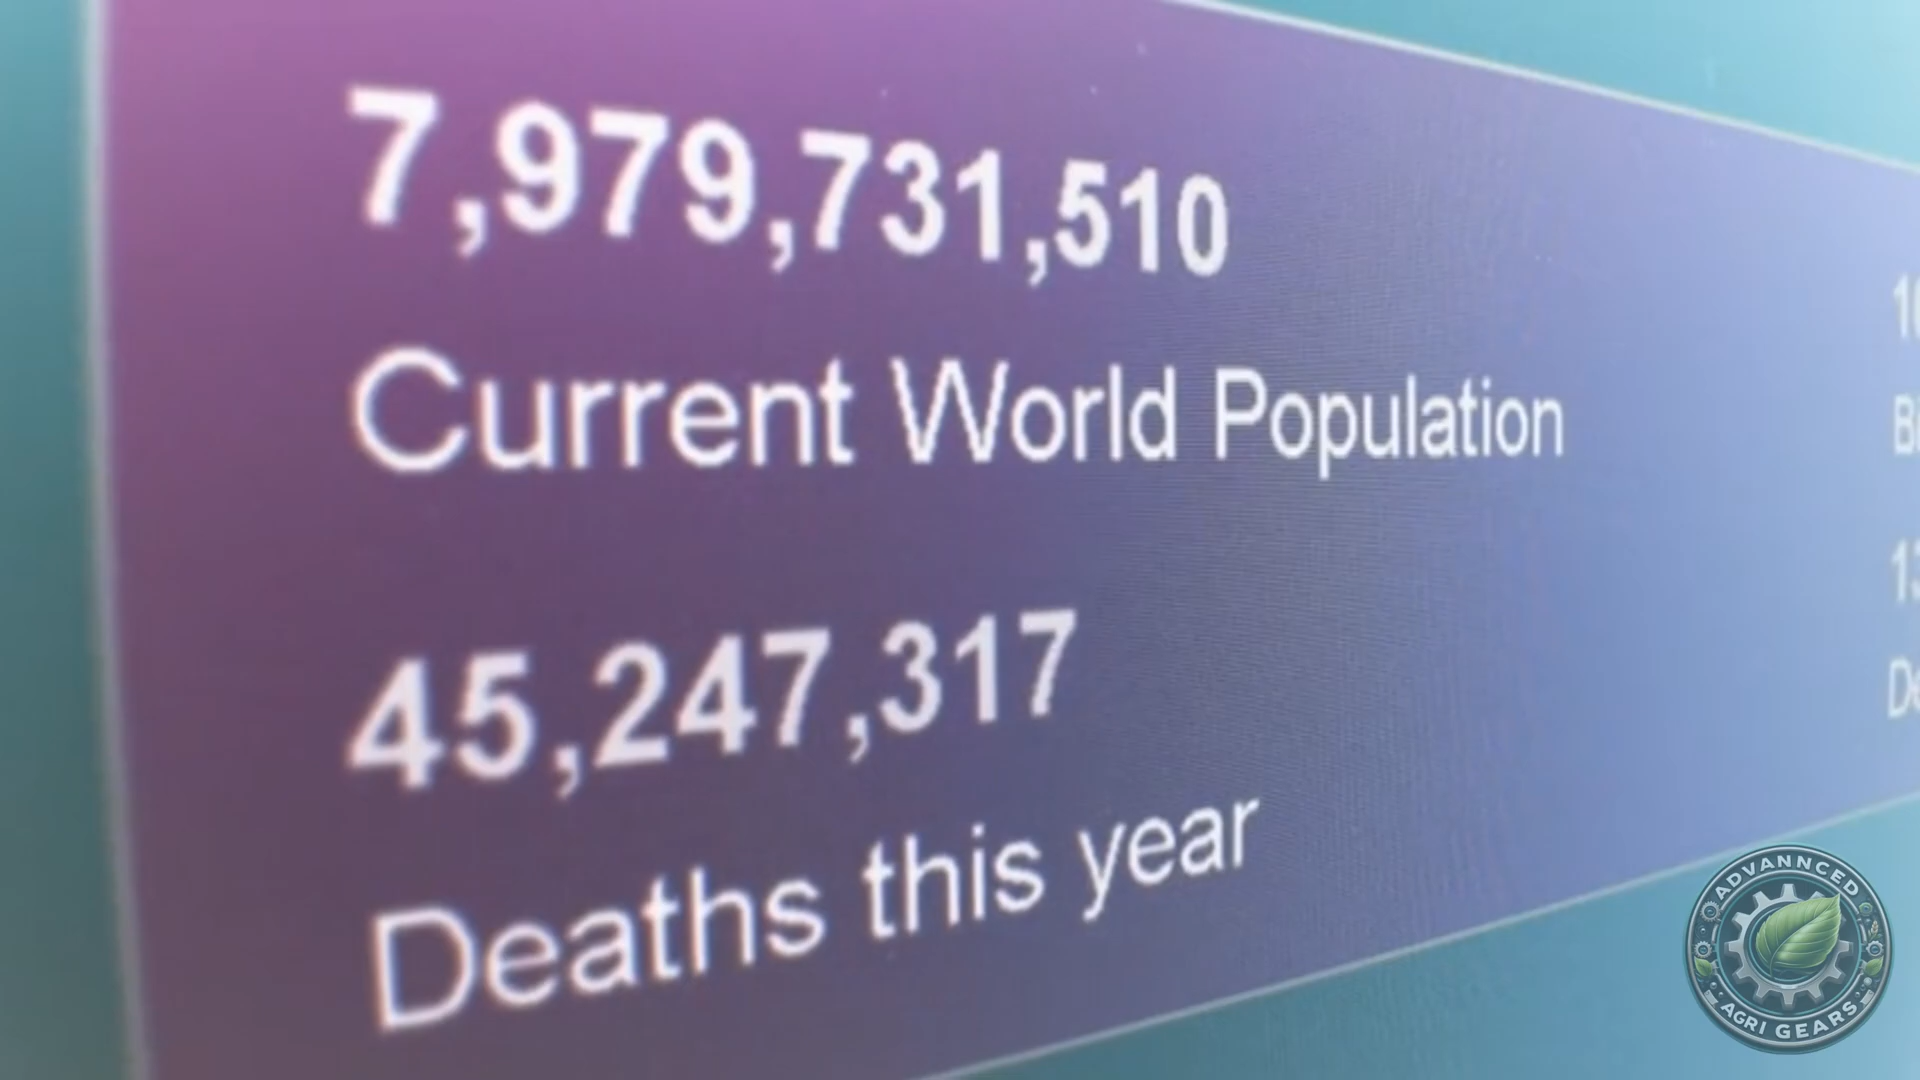 7,979,731,510
Current World Population
45,247,317
Deaths this year
ADVANNCED
AGRI GEARS